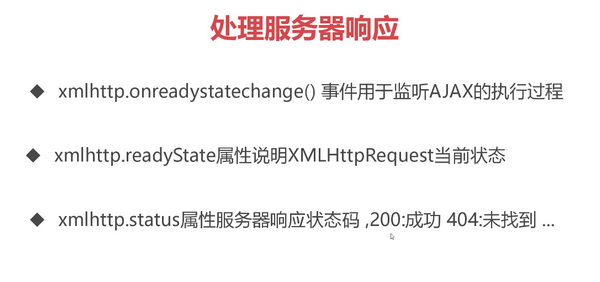 处理服务器响应
◆ xmlhttp.onreadystatechange() 事件用于监听AJAX的执行过程
◆ xmlhttp.readyState属性说明XMLHttpRequest当前状态
◆ xmlhttp.status属性服务器响应状态码 ,200:成功 404:未找到 ...